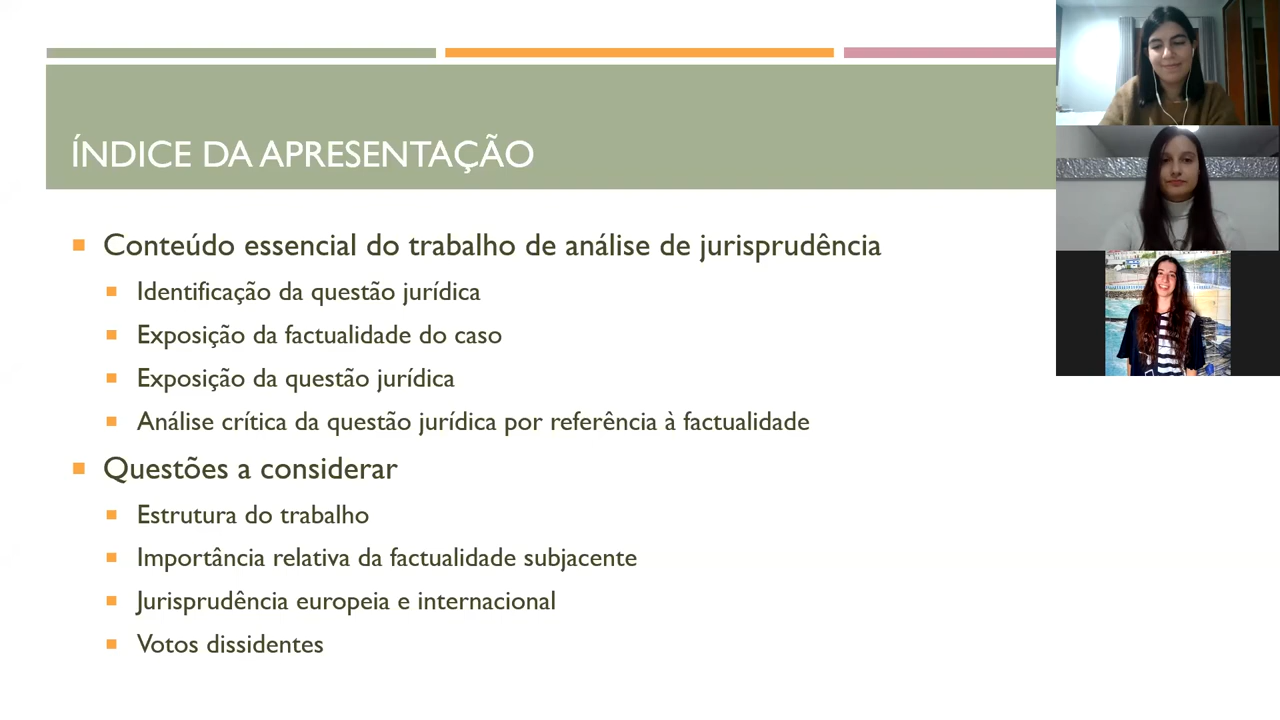 ÍNDICE DA APRESENTAÇÃO
Conteúdo essencial do trabalho de análise de jurisprudência
Identificação da questão jurídica
Exposição da factualidade do caso
Exposição da questão jurídica
Análise crítica da questão jurídica por referência à factualidade
Questões a considerar
Estrutura do trabalho
Importância relativa da factualidade subjacente
Jurisprudência europeia e internacional
Votos dissidentes